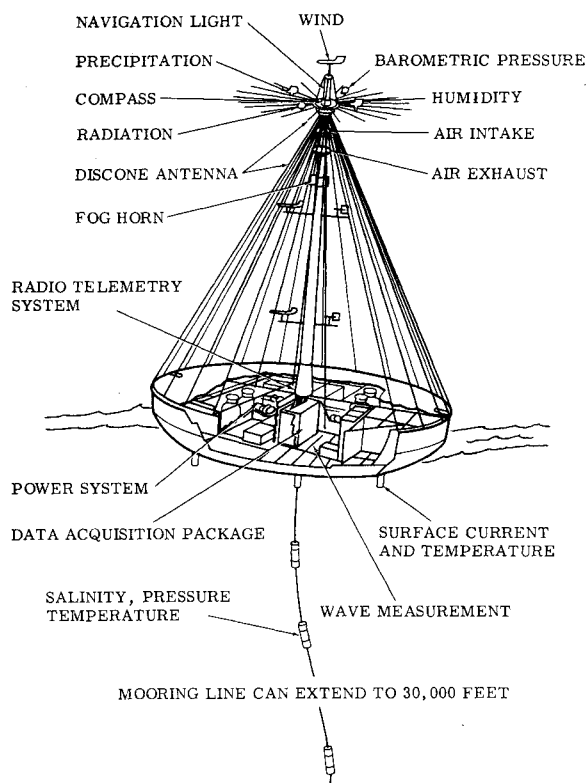 NAVIGATION LIGHT
WIND
PRECIPITATION
BAROMETRIC PRESSURE
COMPASS
HUMIDITY
RADIATION
AIR INTAKE
DISCONE ANTENNA
AIR EXHAUST
FOG HORN
RADIO TELEMETRY
SYSTEM
POWER SYSTEM
DATA ACQUISITION PACKAGE
SURFACE CURRENT
AND TEMPERATURE
SALINITY, PRESSURE
TEMPERATURE
WAVE MEASUREMENT
MOORING LINE CAN EXTEND TO 30,000 FEET